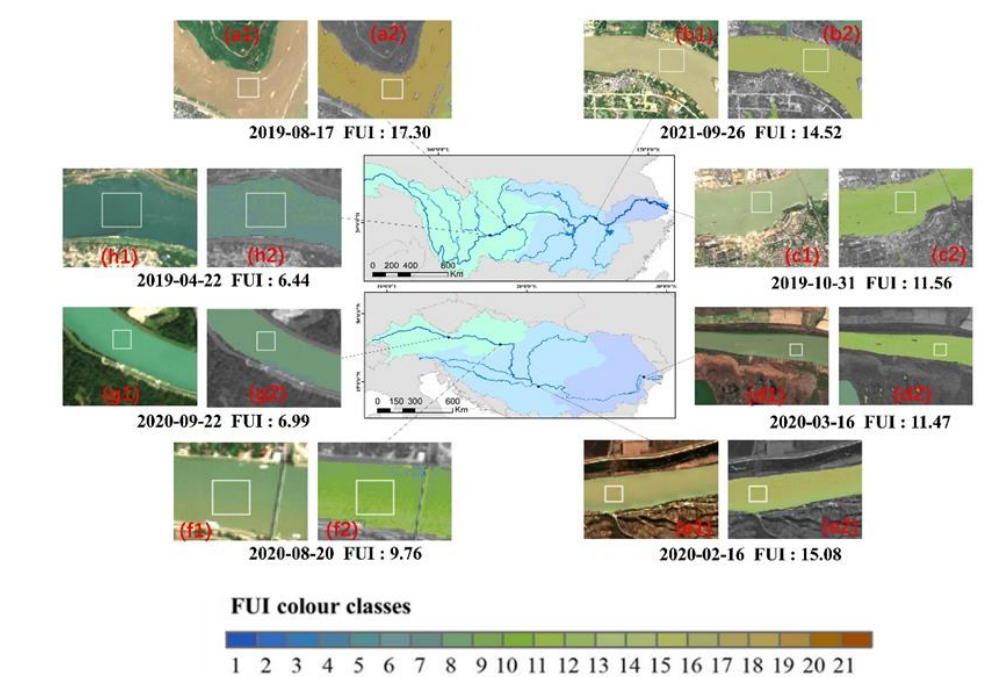 (a1) (a2)
2019-08-17 FUI : 17.30
(b1) (b2)
2021-09-26 FUI : 14.52
(h1) (h2)
2019-04-22 FUI : 6.44
0 200 400 800
Km
(c1) (c2)
2019-10-31 FUI : 11.56
(g1) (g2)
2020-09-22 FUI : 6.99
0 150 300 600
Km
(d1) (d2)
2020-03-16 FUI : 11.47
(f1) (f2)
2020-08-20 FUI : 9.76
(e1) (e2)
2020-02-16 FUI : 15.08
FUI colour classes
1 2 3 4 5 6 7 8 9 10 11 12 13 14 15 16 17 18 19 20 21